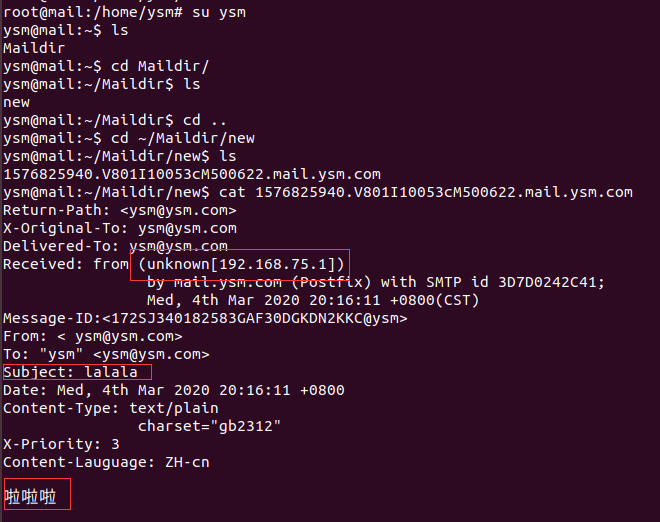 root@mail:/home/ysm# su ysm
ysm@mail:~$ ls
Maildir
ysm@mail:~$ cd Maildir/
ysm@mail:~/Maildir$ ls
new
ysm@mail:~/Maildir$ cd ..
ysm@mail:~$ cd ~/Maildir/new
ysm@mail:~/Maildir/new$ ls
1576825940.V801I10053cM500622.mail.ysm.com
ysm@mail:~/Maildir/new$ cat 1576825940.V801I10053cM500622.mail.ysm.com
Return-Path: <ysm@ysm.com>
X-Original-To: ysm@ysm.com
Delivered-To: ysm@ysm.com
Received: from (unknown[192.168.75.1])
by mail.ysm.com (Postfix) with SMTP id 3D7D0242C41;
Med, 4th Mar 2020 20:16:11 +0800(CST)
Message-ID:<172SJ340182583GAF30DGKDN2KKC@ysm>
From: < ysm@ysm.com>
To: "ysm" <ysm@ysm.com>
Subject: lalala
Date: Med, 4th Mar 2020 20:16:11 +0800
Content-Type: text/plain
charset="gb2312"
X-Priority: 3
Content-Lauguage: ZH-cn
啦啦啦